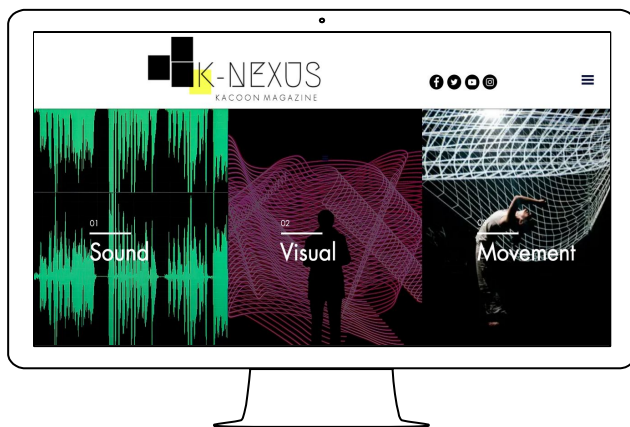 K-NEXUS
KACOON MAGAZINE
01
Sound
02
Visual
Movement